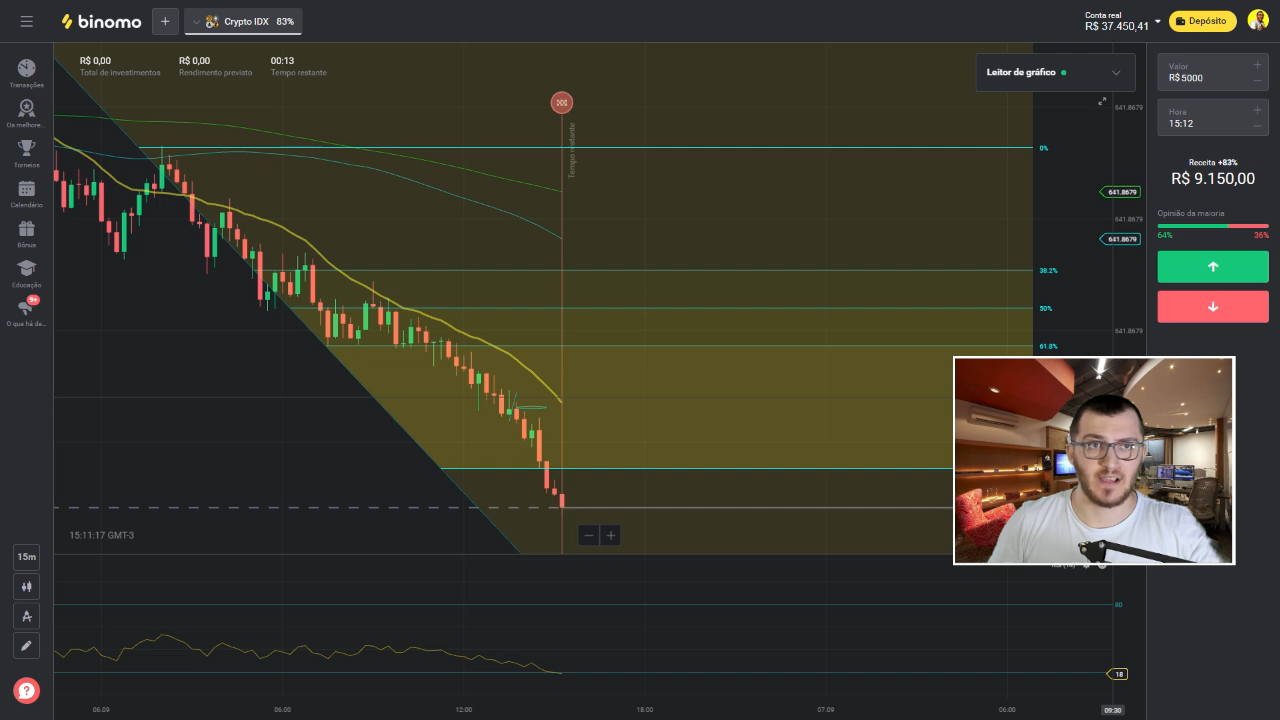 binomo
+
Crypto IDX 83%
Conta real
R$ 37.450,41
Depósito
R$ 0,00
Total de investimentos
R$ 0,00
Rendimento previsto
00:13
Tempo restante
Leitor de gráfico
Transações
Os melhore...
Torneios
Calendário
Bônus
Educação
9+
O que há de...
Tempo restante
641.8679
0%
641.8679
641.8679
641.8679
38.2%
50%
641.8679
61.8%
Valor
R$5000
Hora
15:12
Receita +83%
R$ 9.150,00
Opinião da maioria
64%
36%
15:11:17 GMT-3
15m
80
18
06.09
06:00
12:00
18:00
07.09
06:00
09:30